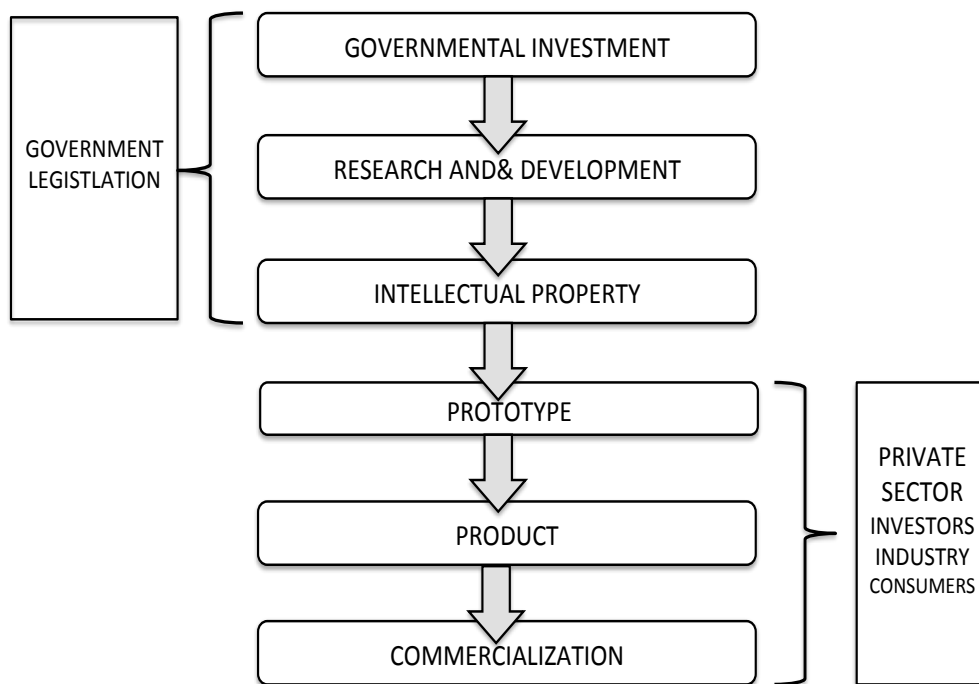 GOVERNMENTAL INVESTMENT
GOVERNMENT
LEGISTLATION
RESEARCH AND& DEVELOPMENT
INTELLECTUAL PROPERTY
PROTOTYPE
PRODUCT
COMMERCIALIZATION
PRIVATE
SECTOR
INVESTORS
INDUSTRY
CONSUMERS